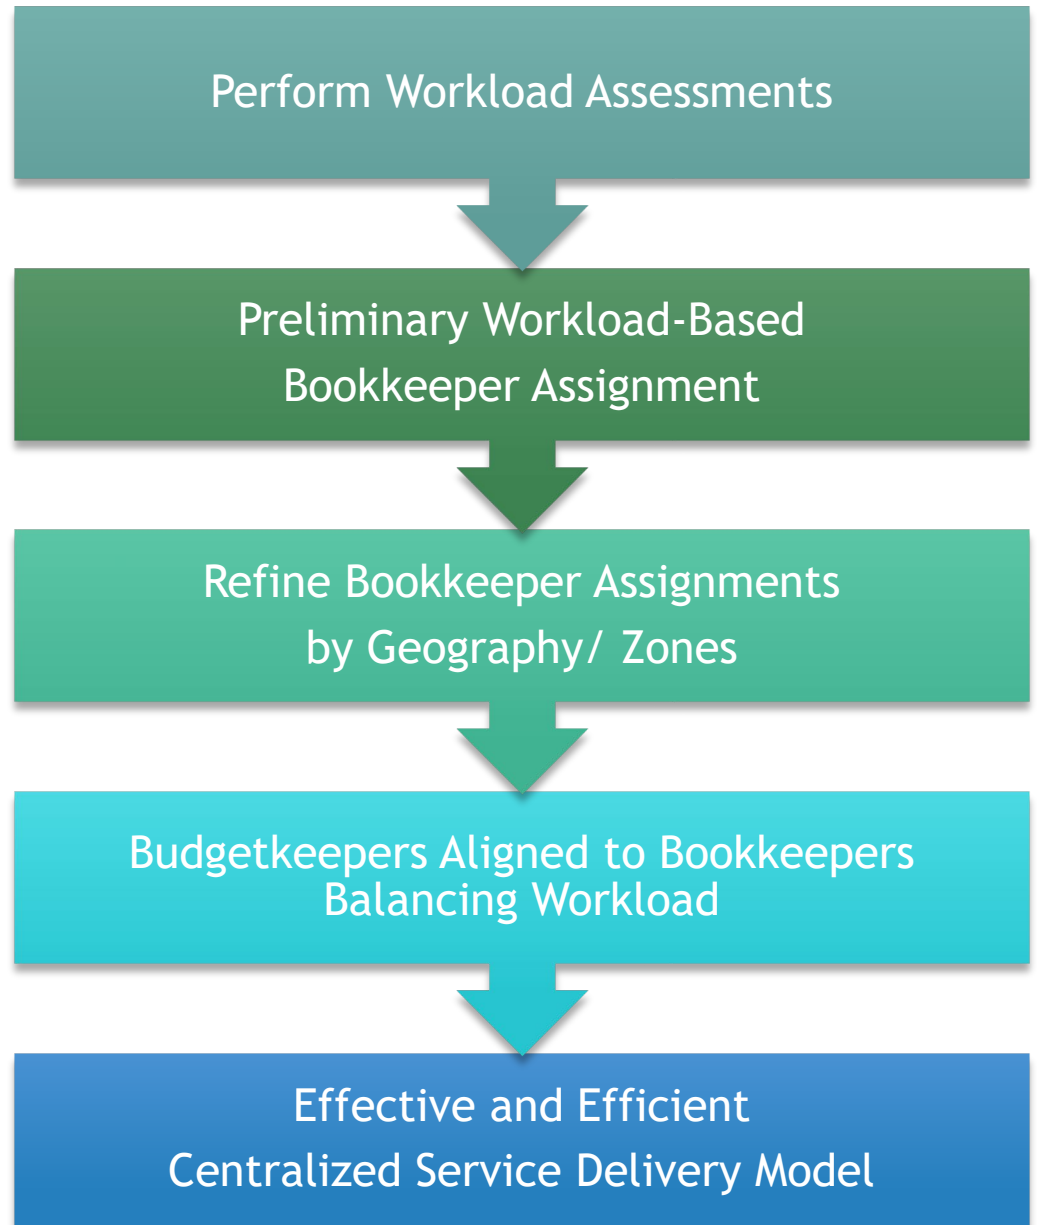 Perform Workload Assessments
Preliminary Workload-Based
Bookkeeper Assignment
Refine Bookkeeper Assignments
by Geography/ Zones
Budgetkeepers Aligned to Bookkeepers
Balancing Workload
Effective and Efficient
Centralized Service Delivery Model